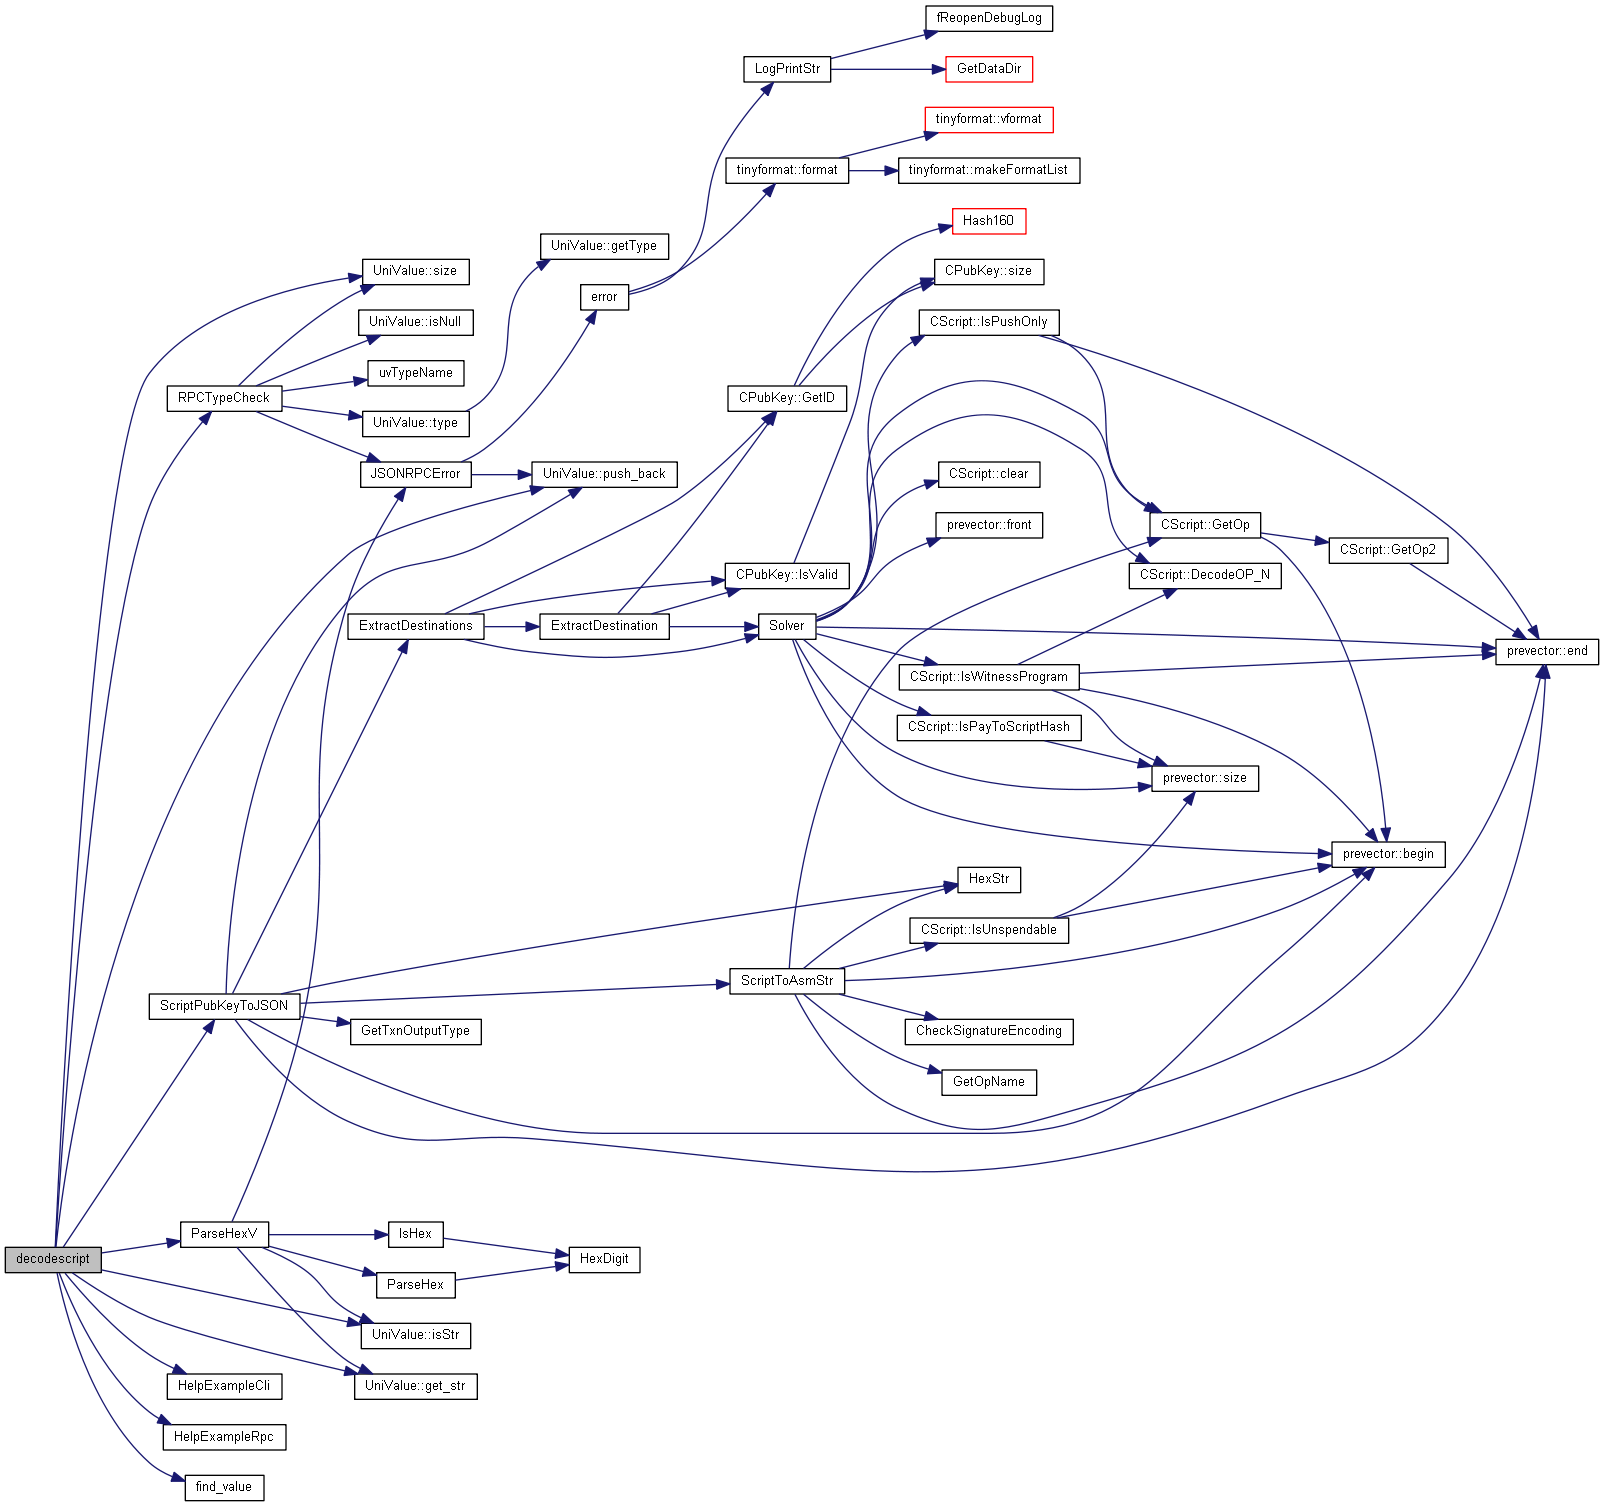 fReopenDebugLog
LogPrintStr
GetDataDir
tinyformat::vformat
tinyformat::format
tinyformat::makeFormatList
Hash160
UniValue::getType
UniValue::size
CPubKey::size
error
UniValue::isNull
CScript::IsPushOnly
uvTypeName
RPCTypeCheck
CPubKey::GetID
UniValue::type
JSONRPCError
UniValue::push_back
CScript::clear
prevector::front
CScript::GetOp
CScript::GetOp2
CPubKey::IsValid
CScript::DecodeOP_N
ExtractDestinations
ExtractDestination
Solver
prevector::end
CScript::IsWitnessProgram
CScript::IsPayToScriptHash
prevector::size
prevector::begin
HexStr
CScript::IsUnspendable
ScriptToAsmStr
ScriptPubKeyToJSON
GetTxnOutputType
CheckSignatureEncoding
GetOpName
ParseHexV
IsHex
decodescript
HexDigit
ParseHex
UniValue::isStr
HelpExampleCli
UniValue::get_str
HelpExampleRpc
find_value